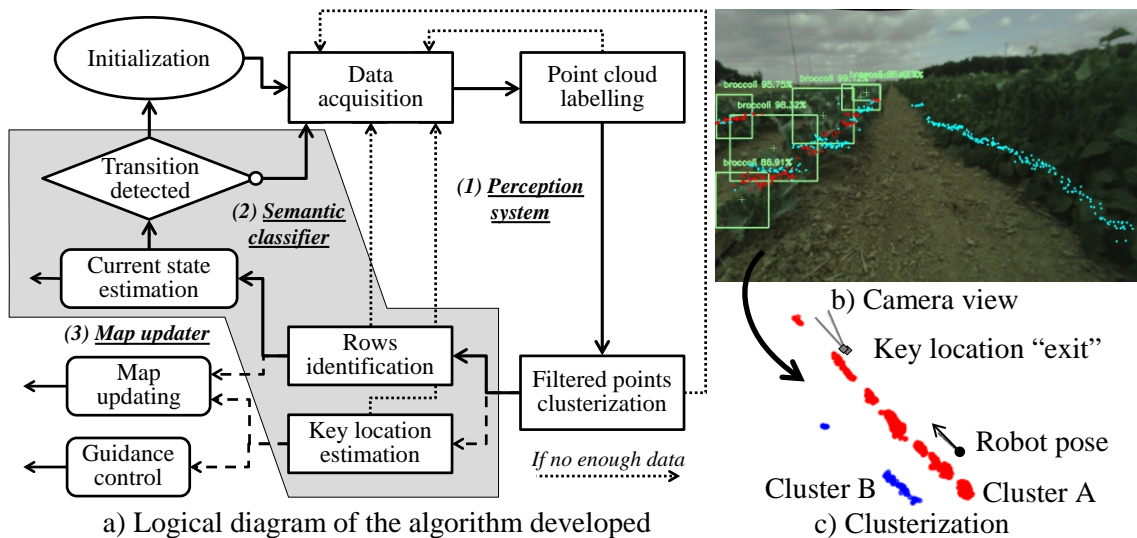 Initialization
Data
acquisition
Point cloud
labelling
Transition
detected
(1) Perception
system
(2) Semantic
classifier
Current state
estimation
(3) Map updater
Rows
identification
Filtered points
clusterization
Map
updating
Key location
estimation
Guidance
control
If no enough data
a) Logical diagram of the algorithm developed
broccoli 95.75%
broccoli 98.32%
broccoli 86.91%
b) Camera view
Key location “exit”
Robot pose
Cluster B
Cluster A
c) Clusterization